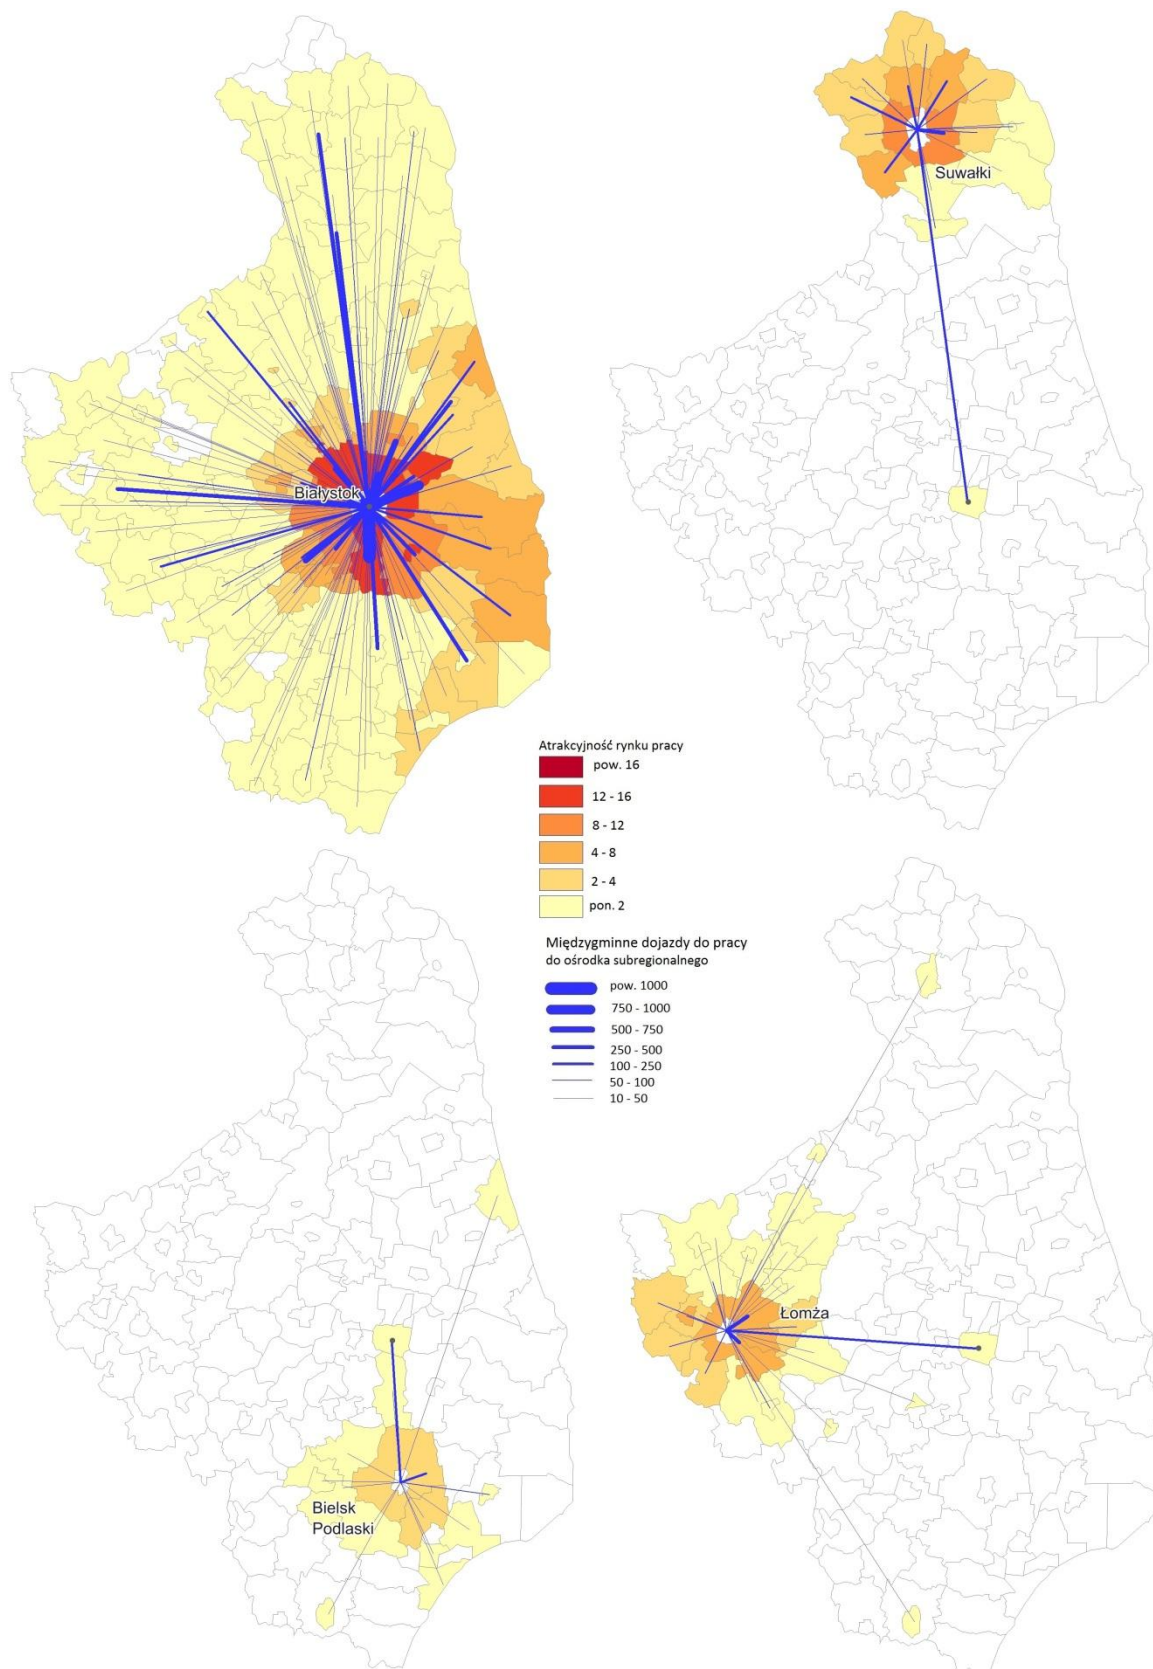 Suwałki
Białystok
Atrakcyjność rynku pracy
pow. 16
12 - 16
8 - 12
4 - 8
2 - 4
pon. 2
Międzygminne dojazdy do pracy
do ośrodka subregionalnego
pow. 1000
750 - 1000
500 - 750
250 - 500
100 - 250
50 - 100
10 - 50
Łomża
Bielsk
Podlaski